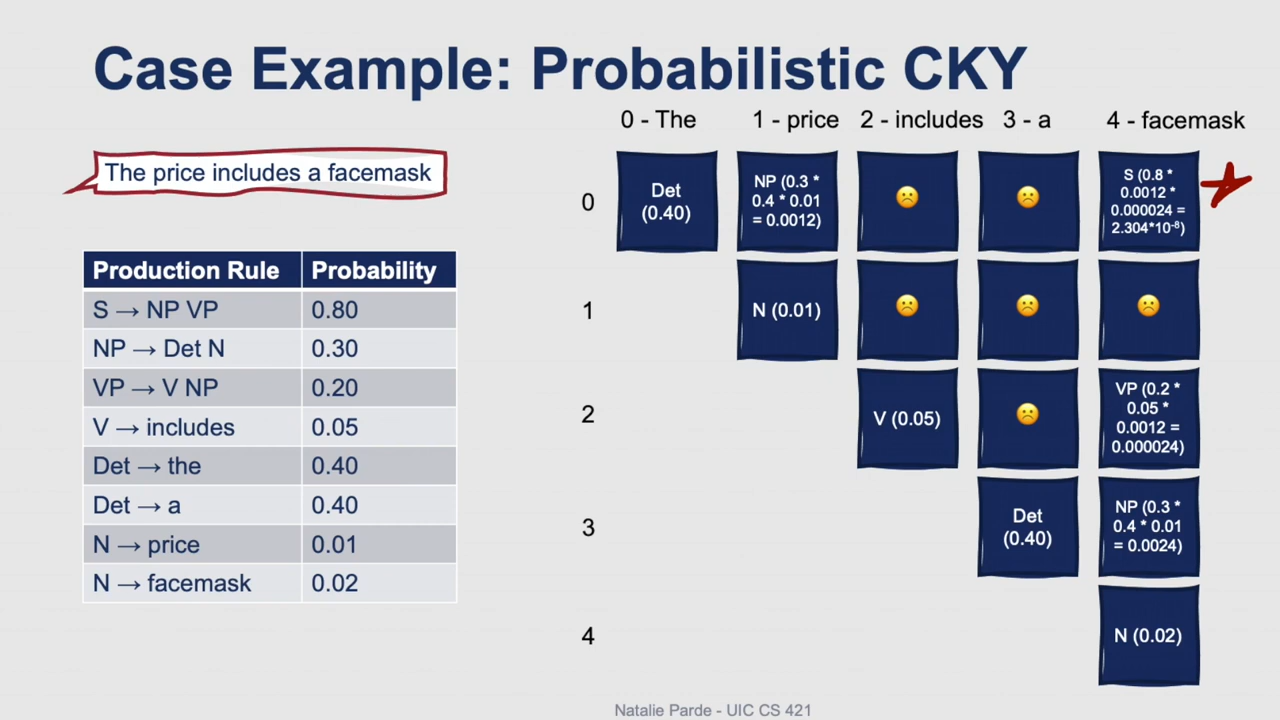 Case Example: Probabilistic CKY
0 - The 1 - price 2 - includes 3 - a 4 - facemask
The price includes a facemask
Production Rule Probability
S → NP VP 0.80
NP → Det N 0.30
VP → V NP 0.20
V → includes 0.05
Det → the 0.40
Det → a 0.40
N → price 0.01
N → facemask 0.02
0
Det
(0.40)
NP (0.3 *
0.4 * 0.01
= 0.0012)
S (0.8 *
0.0012 *
0.000024 =
2.304*10⁻⁸)
1
N (0.01)
2
V (0.05)
VP (0.2 *
0.05 *
0.0012 =
0.000024)
3
Det
(0.40)
NP (0.3 *
0.4 * 0.01
= 0.0024)
4
N (0.02)
Natalie Parde - UIC CS 421